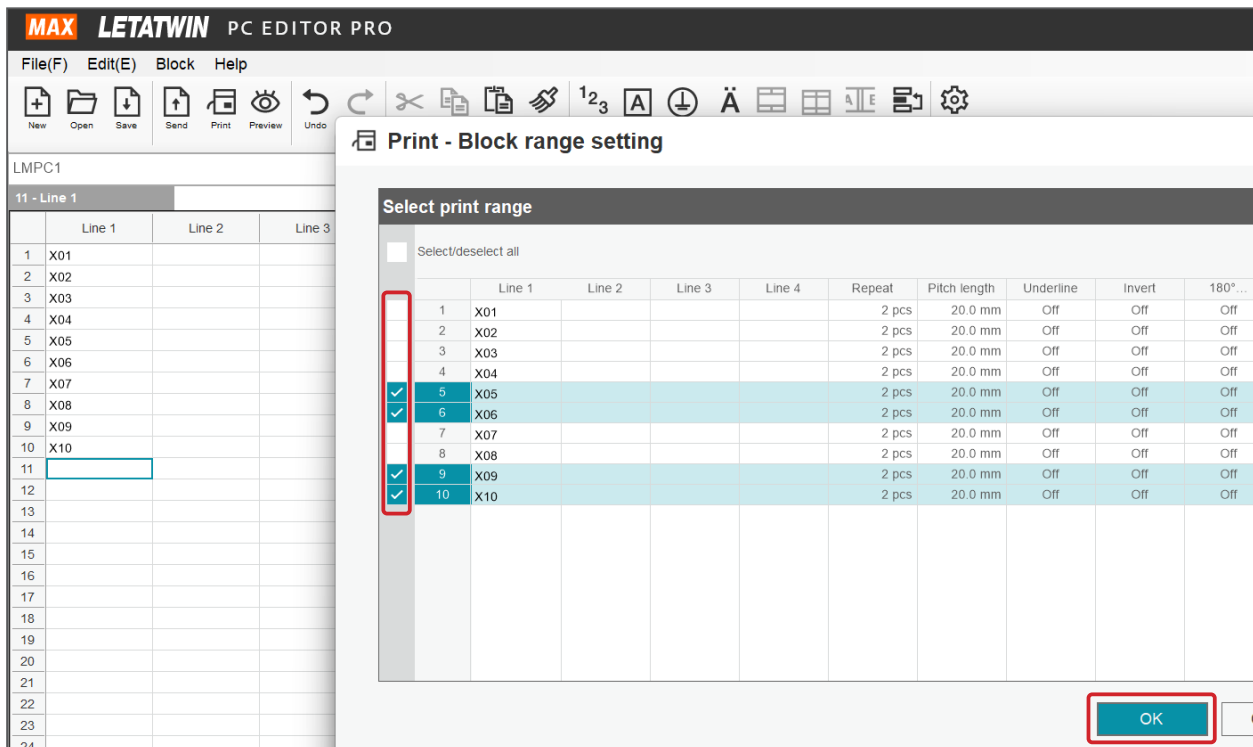 MAX LETATWIN PC EDITOR PRO
File(F) Edit(E) Block Help
1 2 3 A Ä A E
New Open Save Send Print Preview Undo
Print - Block range setting
LMPC1
11 - Line 1
Select print range
Line 1 Line 2 Line 3
Select/deselect all
1 X01
2 X02
3 X03
4 X04
5 X05
6 X06
7 X07
8 X08
9 X09
10 X10
11
12
13
14
15
16
17
18
19
20
21
22
23
24
Line 1 Line 2 Line 3 Line 4 Repeat Pitch length Underline Invert 180°...
1 X01 2 pcs 20.0 mm Off Off Off
2 X02 2 pcs 20.0 mm Off Off Off
3 X03 2 pcs 20.0 mm Off Off Off
4 X04 2 pcs 20.0 mm Off Off Off
5 X05 2 pcs 20.0 mm Off Off Off
6 X06 2 pcs 20.0 mm Off Off Off
7 X07 2 pcs 20.0 mm Off Off Off
8 X08 2 pcs 20.0 mm Off Off Off
9 X09 2 pcs 20.0 mm Off Off Off
10 X10 2 pcs 20.0 mm Off Off Off
OK